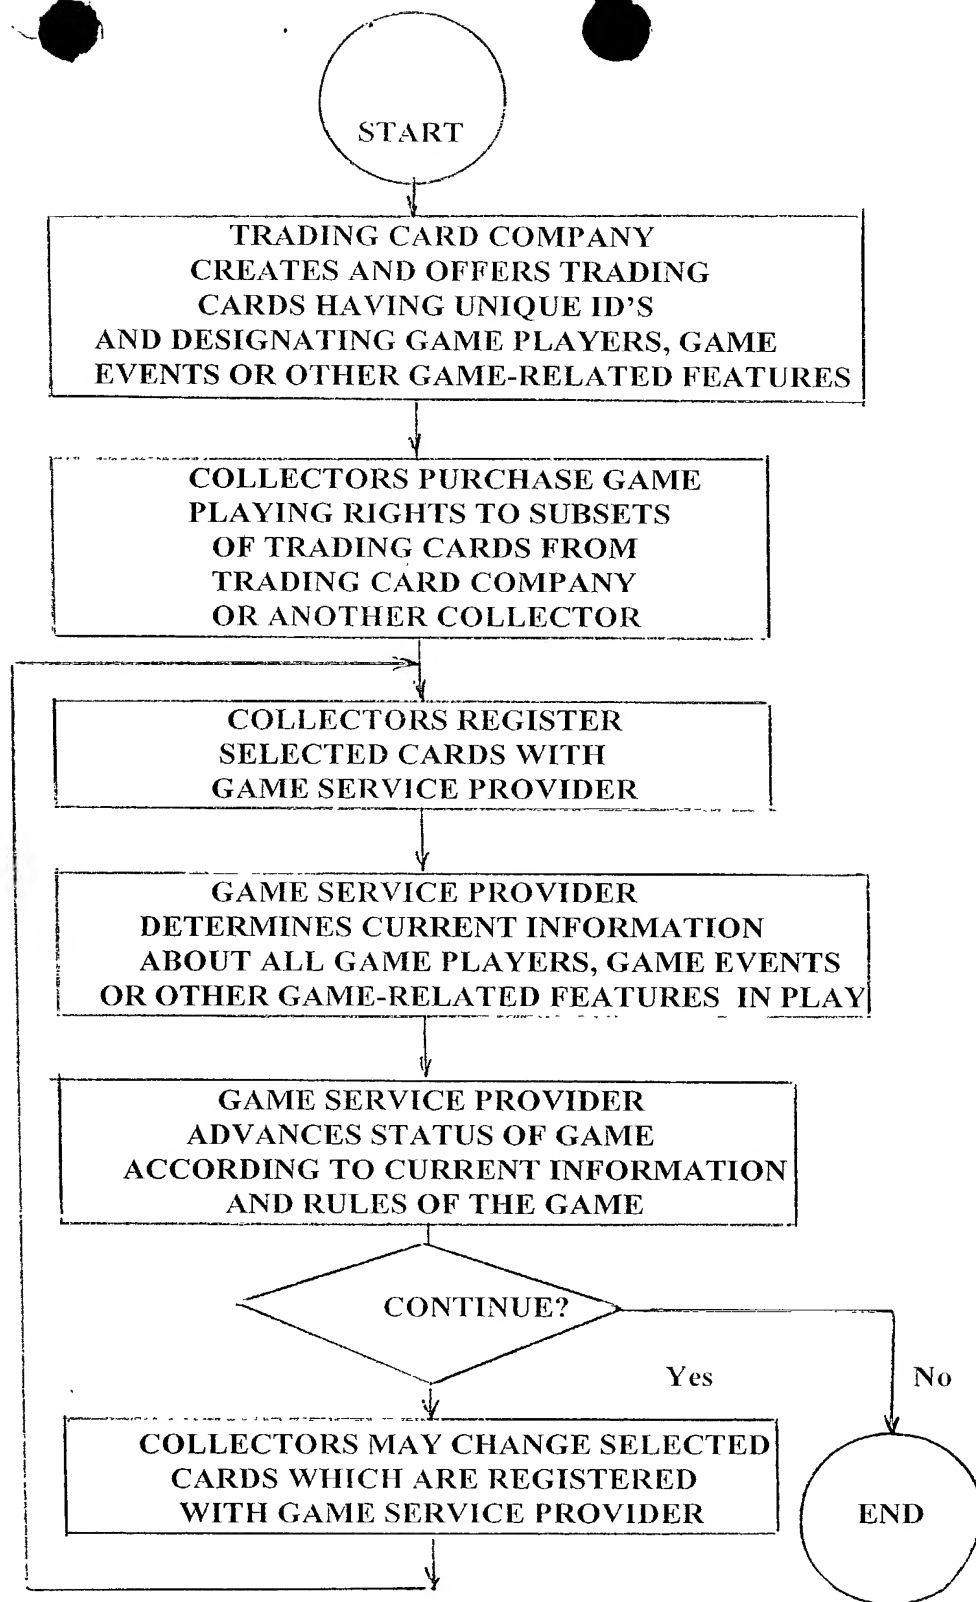 START
TRADING CARD COMPANY
CREATES AND OFFERS TRADING
CARDS HAVING UNIQUE ID'S
AND DESIGNATING GAME PLAYERS, GAME
EVENTS OR OTHER GAME-RELATED FEATURES
COLLECTORS PURCHASE GAME
PLAYING RIGHTS TO SUBSETS
OF TRADING CARDS FROM
TRADING CARD COMPANY
OR ANOTHER COLLECTOR
COLLECTORS REGISTER
SELECTED CARDS WITH
GAME SERVICE PROVIDER
GAME SERVICE PROVIDER
DETERMINES CURRENT INFORMATION
ABOUT ALL GAME PLAYERS, GAME EVENTS
OR OTHER GAME-RELATED FEATURES IN PLAY
GAME SERVICE PROVIDER
ADVANCES STATUS OF GAME
ACCORDING TO CURRENT INFORMATION
AND RULES OF THE GAME
CONTINUE?
Yes
No
COLLECTORS MAY CHANGE SELECTED
CARDS WHICH ARE REGISTERED
WITH GAME SERVICE PROVIDER
END